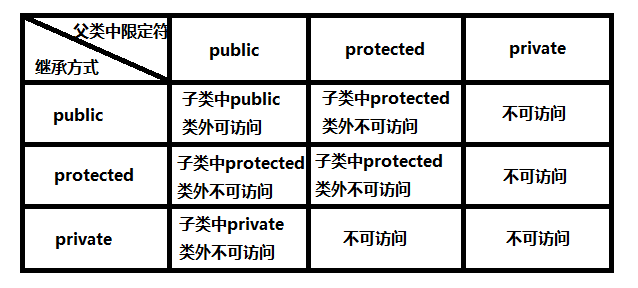 父类中限定符
继承方式
public
protected
private
public
子类中public
类外可访问
子类中protected
类外不可访问
不可访问
protected
子类中protected
类外不可访问
子类中protected
类外不可访问
不可访问
private
子类中private
类外不可访问
不可访问
不可访问